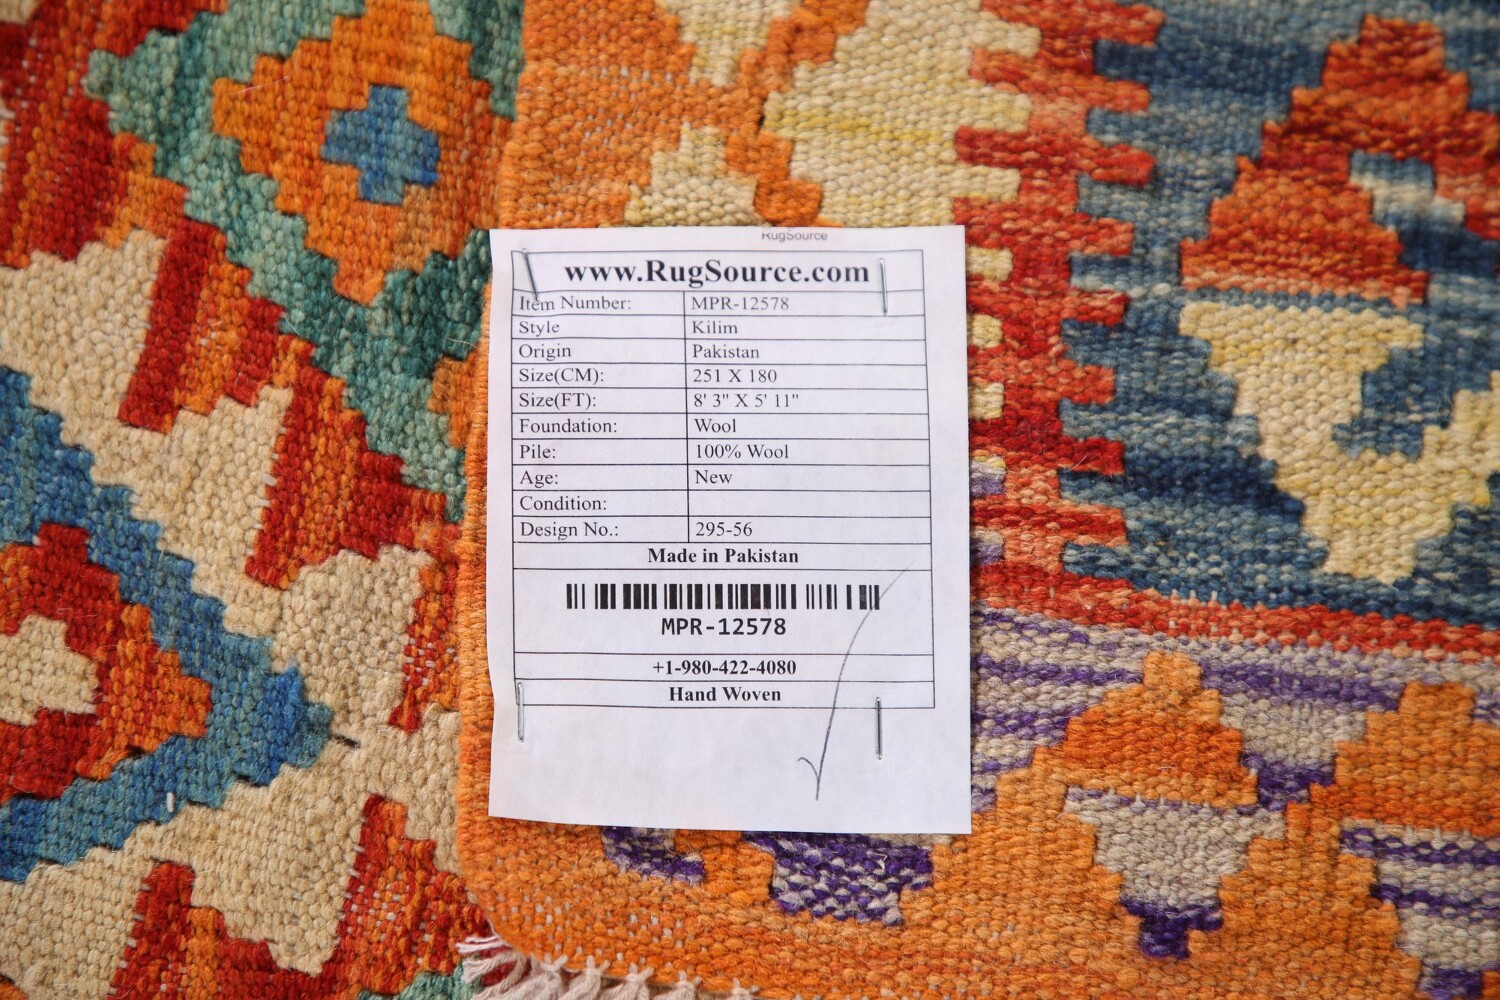 RugSource
www.RugSource.com
Item Number: MPR-12578
Style Kilim
Origin Pakistan
Size(CM): 251 X 180
Size(FT): 8' 3" X 5' 11"
Foundation: Wool
Pile: 100% Wool
Age: New
Condition:
Design No.: 295-56
Made in Pakistan
MPR-12578
+1-980-422-4080
Hand Woven